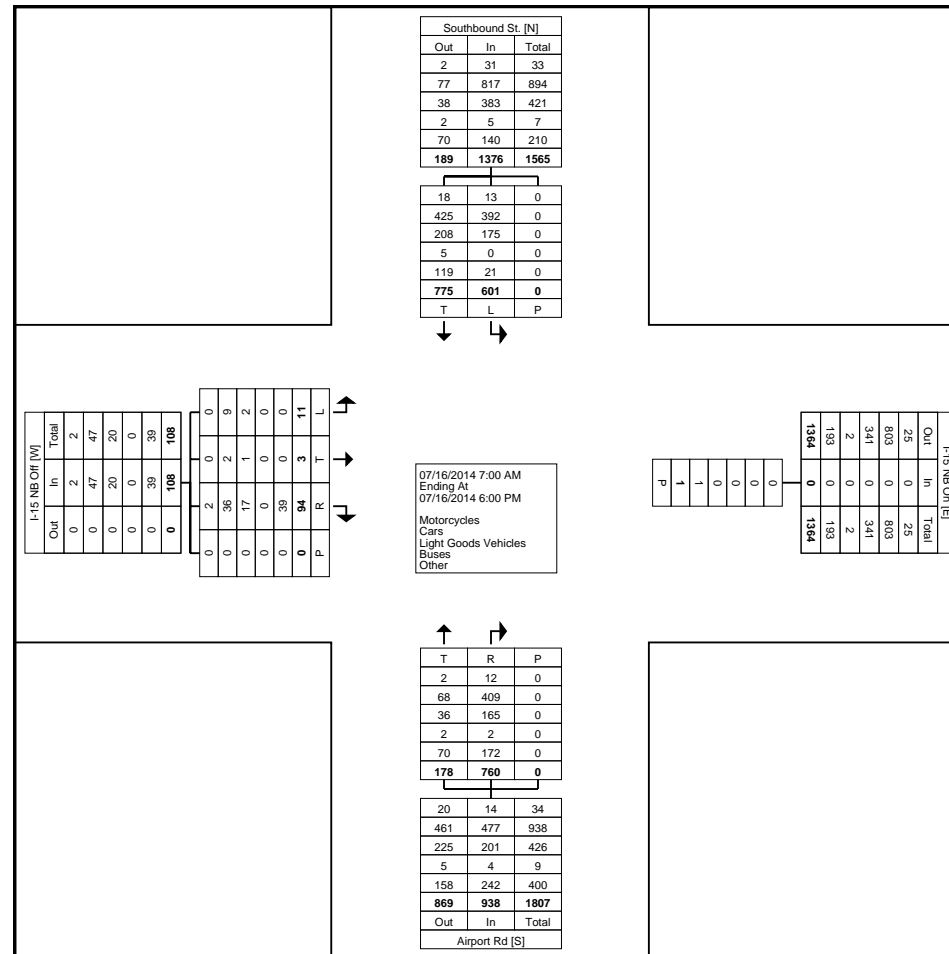 Southbound St. [N]
Out In Total
2 31 33
77 817 894
38 383 421
2 5 7
70 140 210
189 1376 1565
18 13 0
425 392 0
208 175 0
5 0 0
119 21 0
775 601 0
T L P
I-15 NB Off [W]
Out In Total
0 2 2
0 47 47
0 20 20
0 0 0
0 39 39
0 108 108
0 2 0 0
0 36 2 9
0 17 1 2
0 0 0 0
0 39 0 0
0 94 3 11
P R T L
07/16/2014 7:00 AM
Ending At
07/16/2014 6:00 PM
Motorcycles
Cars
Light Goods Vehicles
Buses
Other
I-15 NB On [E]
Out In Total
25 0 25
803 0 803
341 0 341
2 0 2
193 0 193
1364 0 1364
0
0
0
0
1
1
P
T R P
2 12 0
68 409 0
36 165 0
2 2 0
70 172 0
178 760 0
20 14 34
461 477 938
225 201 426
5 4 9
158 242 400
869 938 1807
Out In Total
Airport Rd [S]